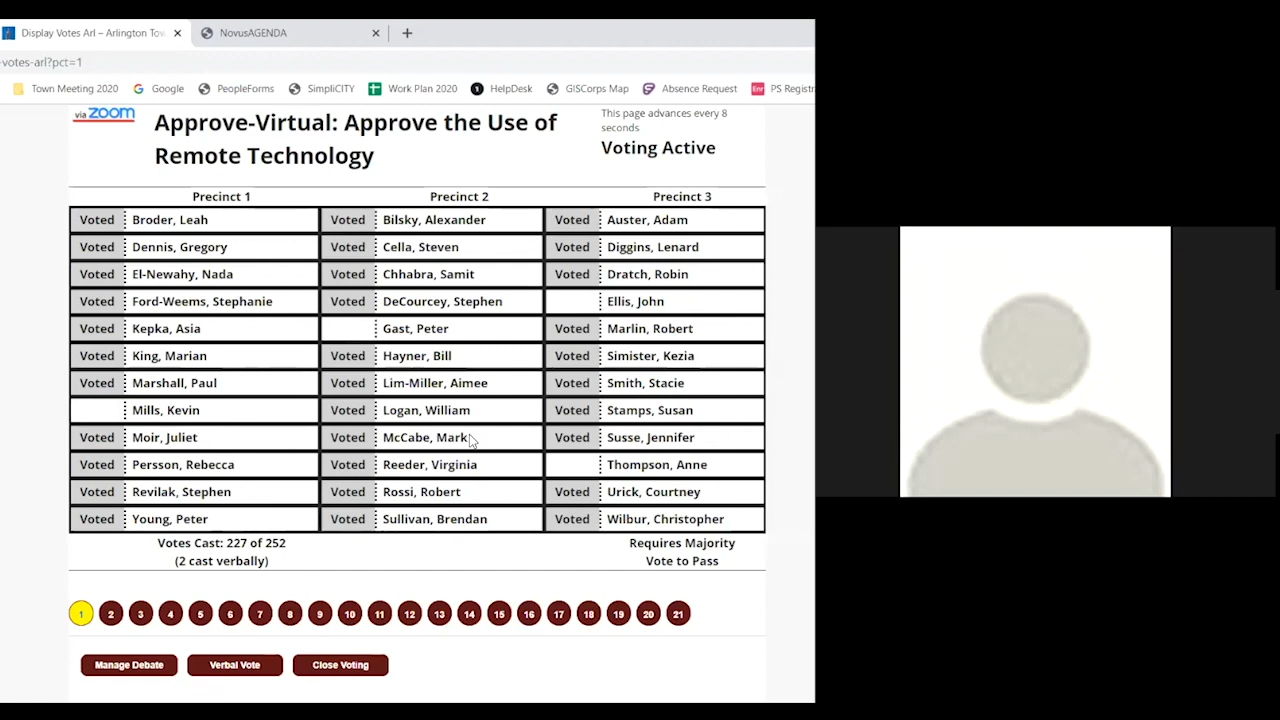 Display Votes Arl – Arlington Tow
NovusAGENDA
-votes-arl?pct=1
Town Meeting 2020 Google PeopleForms SimpliCITY Work Plan 2020 HelpDesk GISCorps Map Absence Request Enr PS Registr
via zoom
Approve-Virtual: Approve the Use of
Remote Technology
This page advances every 8
seconds
Voting Active
Precinct 1 Precinct 2 Precinct 3
Voted Broder, Leah Voted Bilsky, Alexander Voted Auster, Adam
Voted Dennis, Gregory Voted Cella, Steven Voted Diggins, Lenard
Voted El-Newahy, Nada Voted Chhabra, Samit Voted Dratch, Robin
Voted Ford-Weems, Stephanie Voted DeCourcey, Stephen Ellis, John
Voted Kepka, Asia Gast, Peter Voted Marlin, Robert
Voted King, Marian Voted Hayner, Bill Voted Simister, Kezia
Voted Marshall, Paul Voted Lim-Miller, Aimee Voted Smith, Stacie
Mills, Kevin Voted Logan, William Voted Stamps, Susan
Voted Moir, Juliet Voted McCabe, Mark Voted Susse, Jennifer
Voted Persson, Rebecca Voted Reeder, Virginia Thompson, Anne
Voted Revilak, Stephen Voted Rossi, Robert Voted Urick, Courtney
Voted Young, Peter Voted Sullivan, Brendan Voted Wilbur, Christopher
Votes Cast: 227 of 252
(2 cast verbally)
Requires Majority
Vote to Pass
1 2 3 4 5 6 7 8 9 10 11 12 13 14 15 16 17 18 19 20 21
Manage Debate Verbal Vote Close Voting